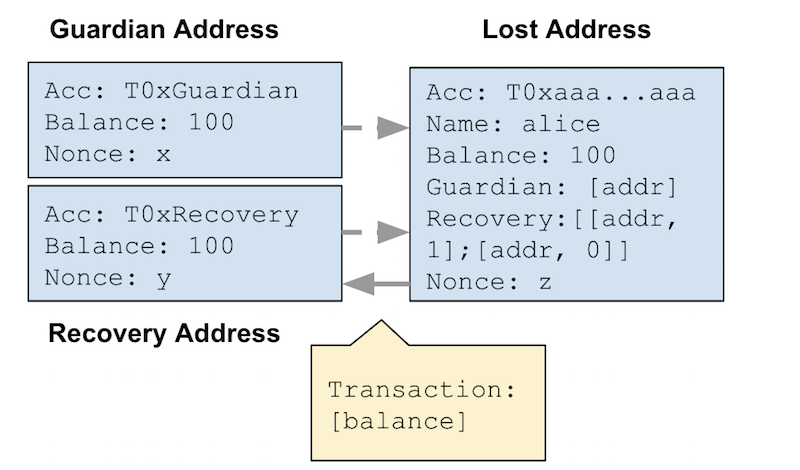 Guardian Address
Acc: T0xGuardian
Balance: 100
Nonce: x
Acc: T0xRecovery
Balance: 100
Nonce: y
Recovery Address
Lost Address
Acc: T0xaaa...aaa
Name: alice
Balance: 100
Guardian: [addr]
Recovery:[[addr,
1];[addr, 0]]
Nonce: z
Transaction:
[balance]